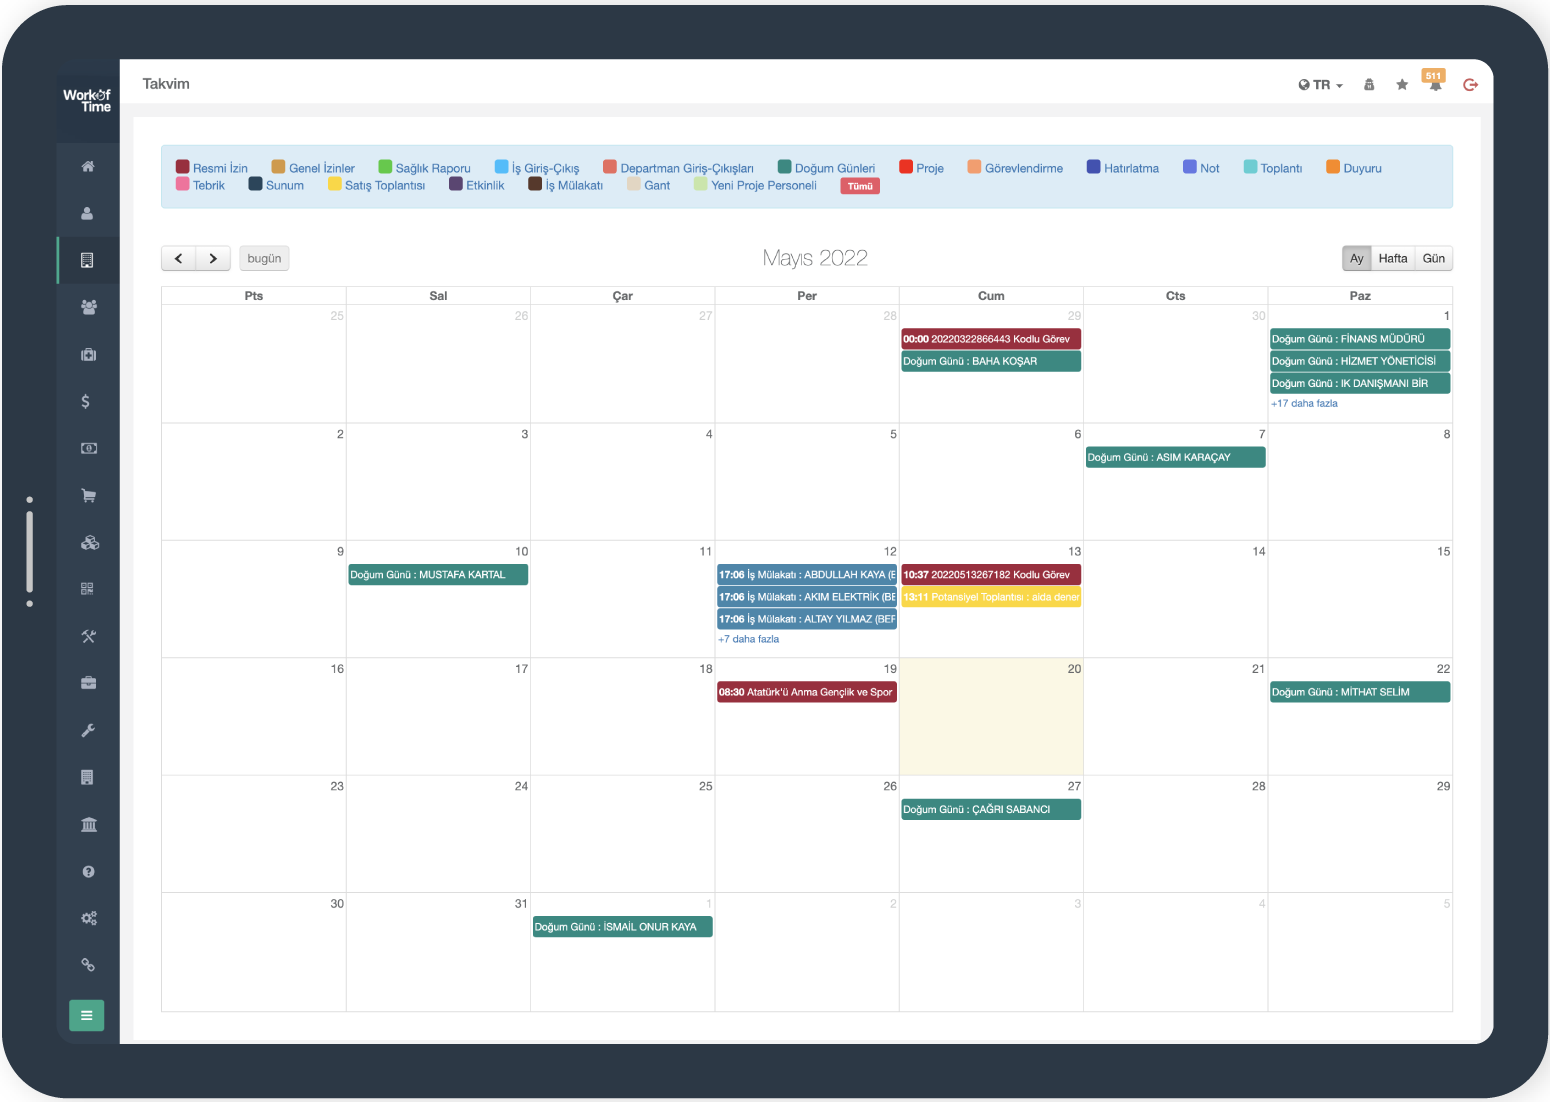 WorkOf
Time
Takvim
TR
511
Resmi İzin Genel İzinler Sağlık Raporu İş Giriş-Çıkış Departman Giriş-Çıkışları Doğum Günleri Proje Görevlendirme Hatırlatma Not Toplantı Duyuru
Tebrik Sunum Satış Toplantısı Etkinlik İş Mülakatı Gant Yeni Proje Personeli Tümü
bugün
Mayıs 2022
Ay Hafta Gün
Pts Sal Çar Per Cum Cts Paz
25 26 27 28 29 30 1
00:00 20220322866443 Kodlu Görev
Doğum Günü : BAHA KOŞAR
Doğum Günü : FİNANS MÜDÜRÜ
Doğum Günü : HİZMET YÖNETİCİSİ
Doğum Günü : IK DANIŞMANI BİR
+17 daha fazla
2 3 4 5 6 7 8
Doğum Günü : ASIM KARAÇAY
9 10 11 12 13 14 15
Doğum Günü : MUSTAFA KARTAL
17:06 İş Mülakatı : ABDULLAH KAYA (E
17:06 İş Mülakatı : AKIM ELEKTRİK (BE
17:06 İş Mülakatı : ALTAY YILMAZ (BEF
+7 daha fazla
10:37 20220513267182 Kodlu Görev
13:11 Potansiyel Toplantısı : aida dener
16 17 18 19 20 21 22
08:30 Atatürk'ü Anma Gençlik ve Spor
Doğum Günü : MİTHAT SELİM
23 24 25 26 27 28 29
Doğum Günü : ÇAĞRI SABANCI
30 31 1 2 3 4 5
Doğum Günü : İSMAİL ONUR KAYA